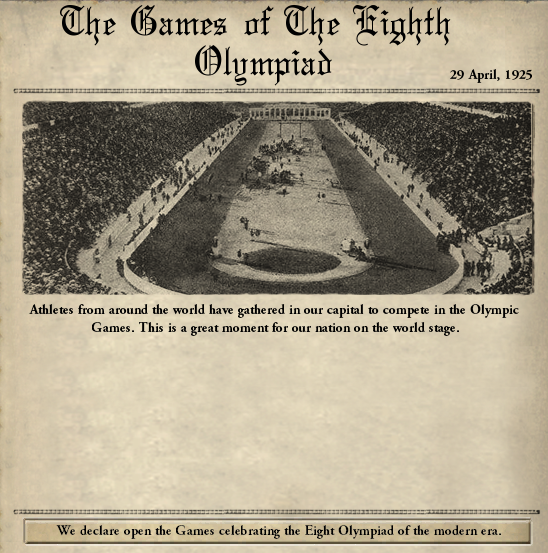 The Games of The Eighth
Olympiad
29 April, 1925
Athletes from around the world have gathered in our capital to compete in the Olympic
Games. This is a great moment for our nation on the world stage.
We declare open the Games celebrating the Eight Olympiad of the modern era.